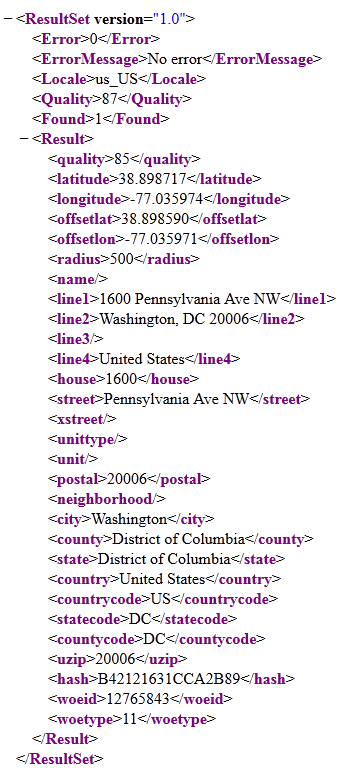 − <ResultSet version="1.0">
<Error>0</Error>
<ErrorMessage>No error</ErrorMessage>
<Locale>us_US</Locale>
<Quality>87</Quality>
<Found>1</Found>
− <Result>
<quality>85</quality>
<latitude>38.898717</latitude>
<longitude>-77.035974</longitude>
<offsetlat>38.898590</offsetlat>
<offsetlon>-77.035971</offsetlon>
<radius>500</radius>
<name/>
<line1>1600 Pennsylvania Ave NW</line1>
<line2>Washington, DC 20006</line2>
<line3/>
<line4>United States</line4>
<house>1600</house>
<street>Pennsylvania Ave NW</street>
<xstreet/>
<unittype/>
<unit/>
<postal>20006</postal>
<neighborhood/>
<city>Washington</city>
<county>District of Columbia</county>
<state>District of Columbia</state>
<country>United States</country>
<countrycode>US</countrycode>
<statecode>DC</statecode>
<countycode>DC</countycode>
<uzip>20006</uzip>
<hash>B42121631CCA2B89</hash>
<woeid>12765843</woeid>
<woetype>11</woetype>
</Result>
</ResultSet>